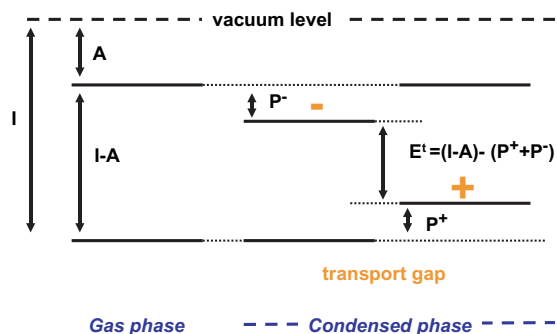 vacuum level
A
I
P⁻
-
I-A
Eᵗ=(I-A)- (P⁺+P⁻)
+
P⁺
transport gap
Gas phase
Condensed phase